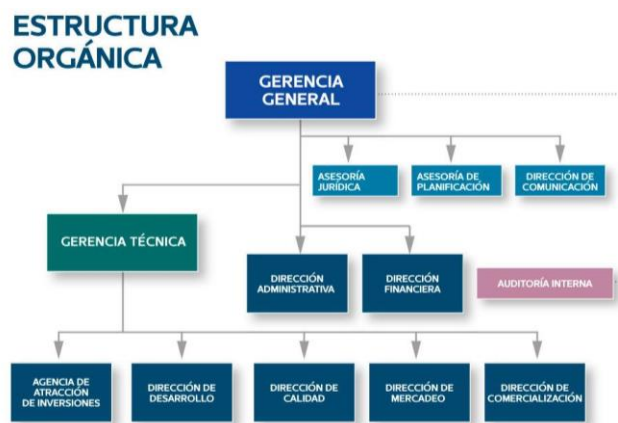 ESTRUCTURA
ORGÁNICA
GERENCIA
GENERAL
ASESORÍA
JURÍDICA
ASESORÍA DE
PLANIFICACIÓN
DIRECCIÓN DE
COMUNICACIÓN
GERENCIA TÉCNICA
DIRECCIÓN
ADMINISTRATIVA
DIRECCIÓN
FINANCIERA
AUDITORÍA INTERNA
AGENCIA DE
ATRACCIÓN
DE INVERSIONES
DIRECCIÓN DE
DESARROLLO
DIRECCIÓN DE
CALIDAD
DIRECCIÓN DE
MERCADEO
DIRECCIÓN DE
COMERCIALIZACIÓN